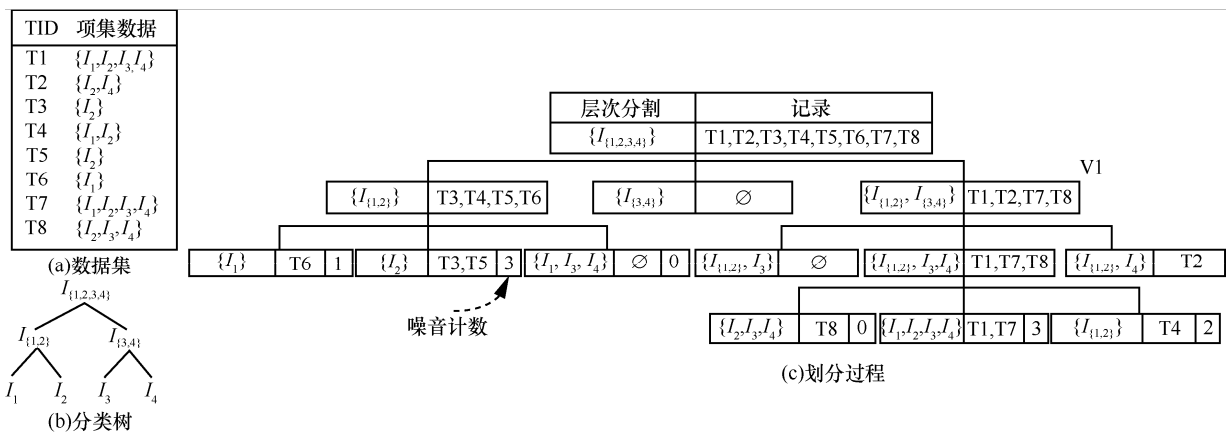 TID 项集数据
T1 {I1,I2,I3,I4}
T2 {I2,I4}
T3 {I2}
T4 {I1,I2}
T5 {I2}
T6 {I1}
T7 {I1,I2,I3,I4}
T8 {I2,I3,I4}
(a)数据集
I{1,2,3,4}
I{1,2} I{3,4}
I1 I2 I3 I4
(b)分类树
层次分割 记录
{I{1,2,3,4}} T1,T2,T3,T4,T5,T6,T7,T8
V1
{I{1,2}} T3,T4,T5,T6 {I{3,4}} ∅ {I{1,2}, I{3,4}} T1,T2,T7,T8
{I1} T6 1 {I2} T3,T5 3 {I1, I3, I4} ∅ 0 {I{1,2}, I3} ∅ {I{1,2}, I3,I4} T1,T7,T8 {I{1,2}, I4} T2
噪音计数
{I2,I3,I4} T8 0 {I1,I2,I3,I4} T1,T7 3 {I{1,2}} T4 2
(c)划分过程